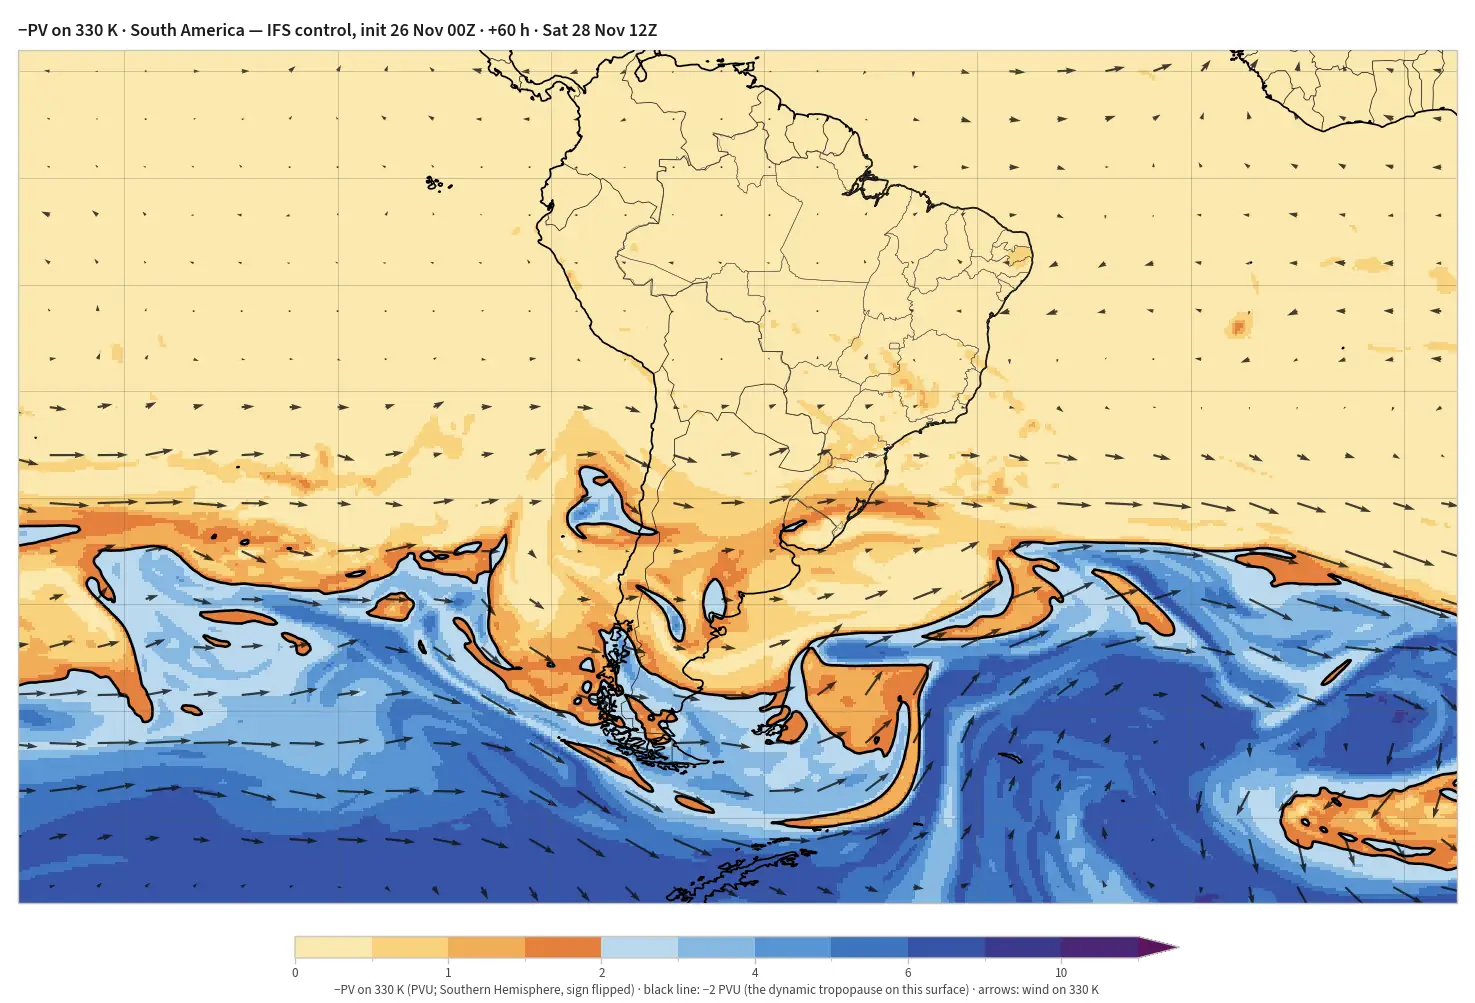 −PV on 330 K · South America — IFS control, init 26 Nov 00Z · +60 h · Sat 28 Nov 12Z
0 1 2 4 6 10
−PV on 330 K (PVU; Southern Hemisphere, sign flipped) · black line: −2 PVU (the dynamic tropopause on this surface) · arrows: wind on 330 K